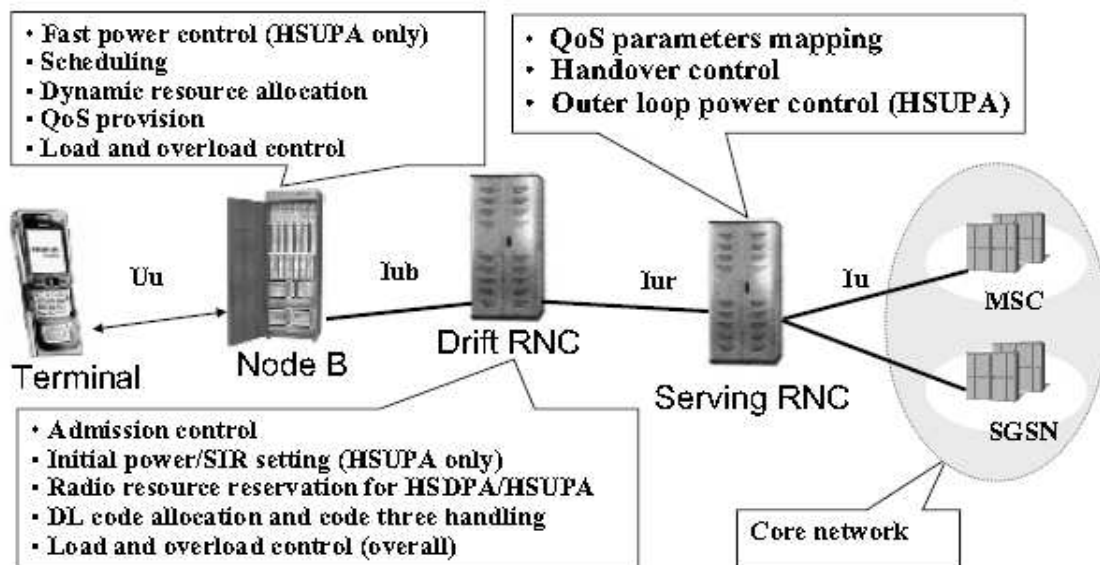 • Fast power control (HSUPA only)
• Scheduling
• Dynamic resource allocation
• QoS provision
• Load and overload control
• QoS parameters mapping
• Handover control
• Outer loop power control (HSUPA)
Uu
Iub
Iur
Iu
MSC
SGSN
Terminal
Node B
Drift RNC
Serving RNC
• Admission control
• Initial power/SIR setting (HSUPA only)
• Radio resource reservation for HSDPA/HSUPA
• DL code allocation and code three handling
• Load and overload control (overall)
Core network